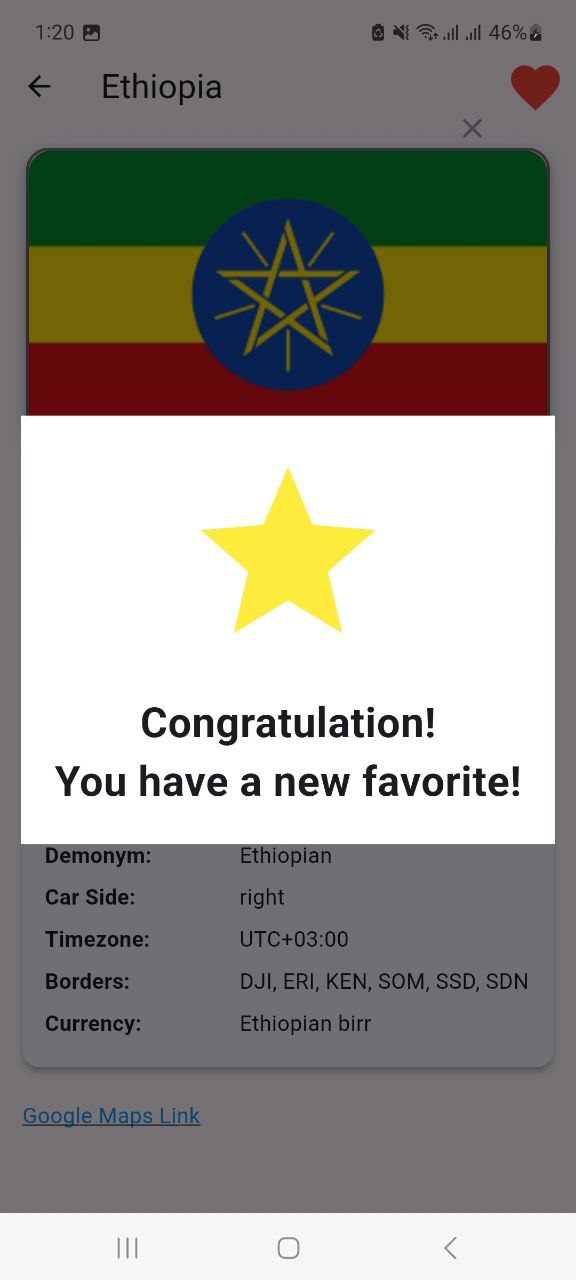 1:20 46%
Ethiopia
Congratulation!
You have a new favorite!
Demonym: Ethiopian
Car Side: right
Timezone: UTC+03:00
Borders: DJI, ERI, KEN, SOM, SSD, SDN
Currency: Ethiopian birr
Google Maps Link